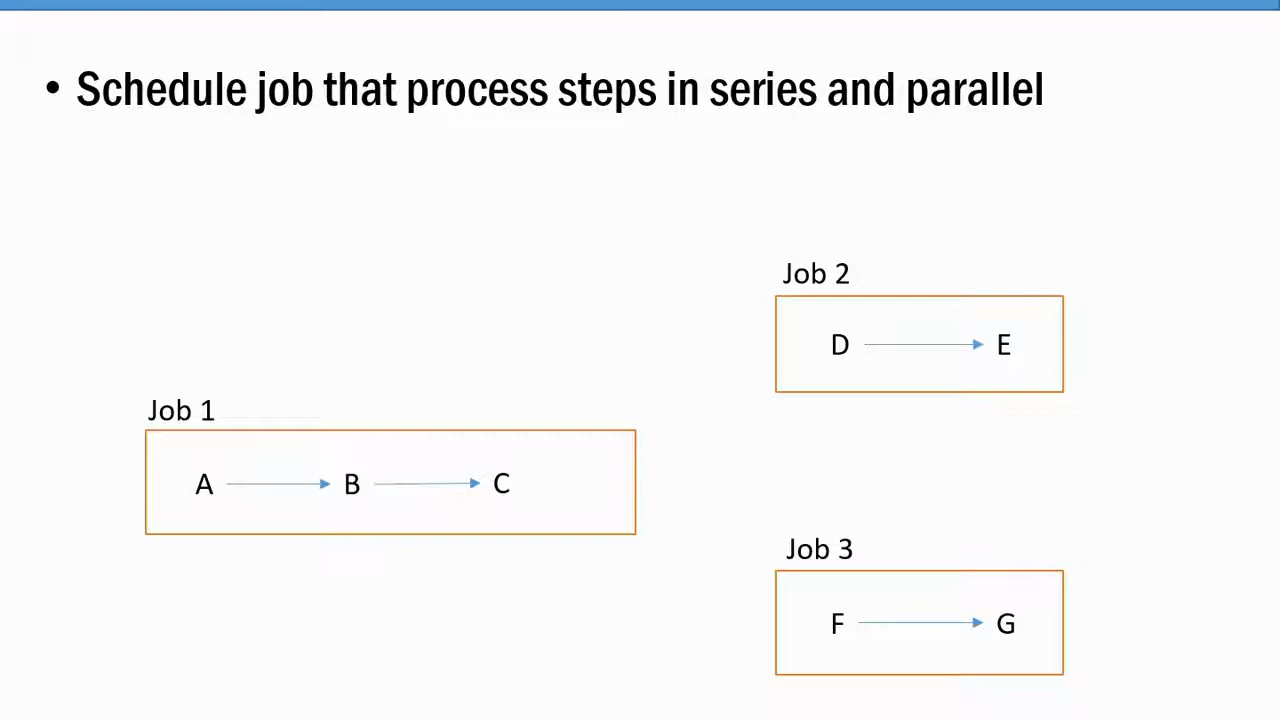 • Schedule job that process steps in series and parallel
Job 2
D E
Job 1
A B C
Job 3
F G